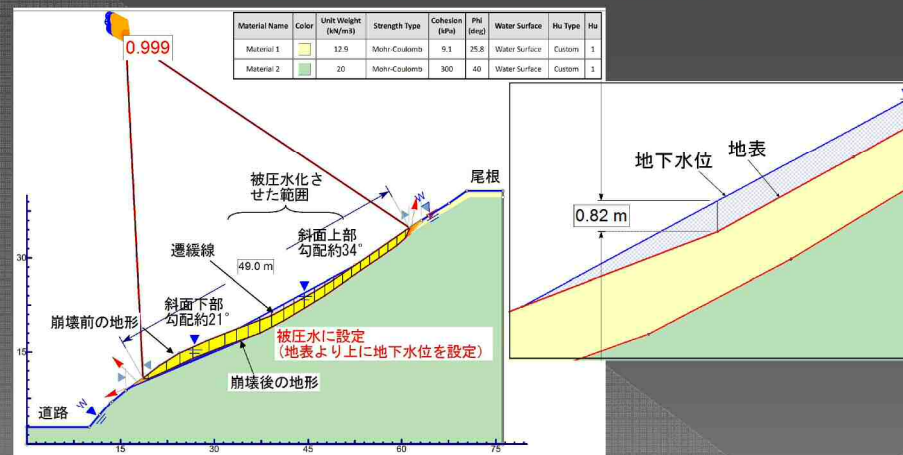 Material Name Color Unit Weight (kN/m3) Strength Type Cohesion (kPa) Phi (deg) Water Surface Hu Type Hu
Material 1 12.9 Mohr-Coulomb 9.1 25.8 Water Surface Custom 1
Material 2 20 Mohr-Coulomb 300 40 Water Surface Custom 1
0.999
尾根
被圧水化さ
せた範囲
W
斜面上部
勾配約34°
遷緩線
49.0 m
30
斜面下部
勾配約21°
崩壊前の地形
被圧水に設定
（地表より上に地下水位を設定）
15
崩壊後の地形
W
道路
15
30
45
60
75
地下水位
地表
0.82 m